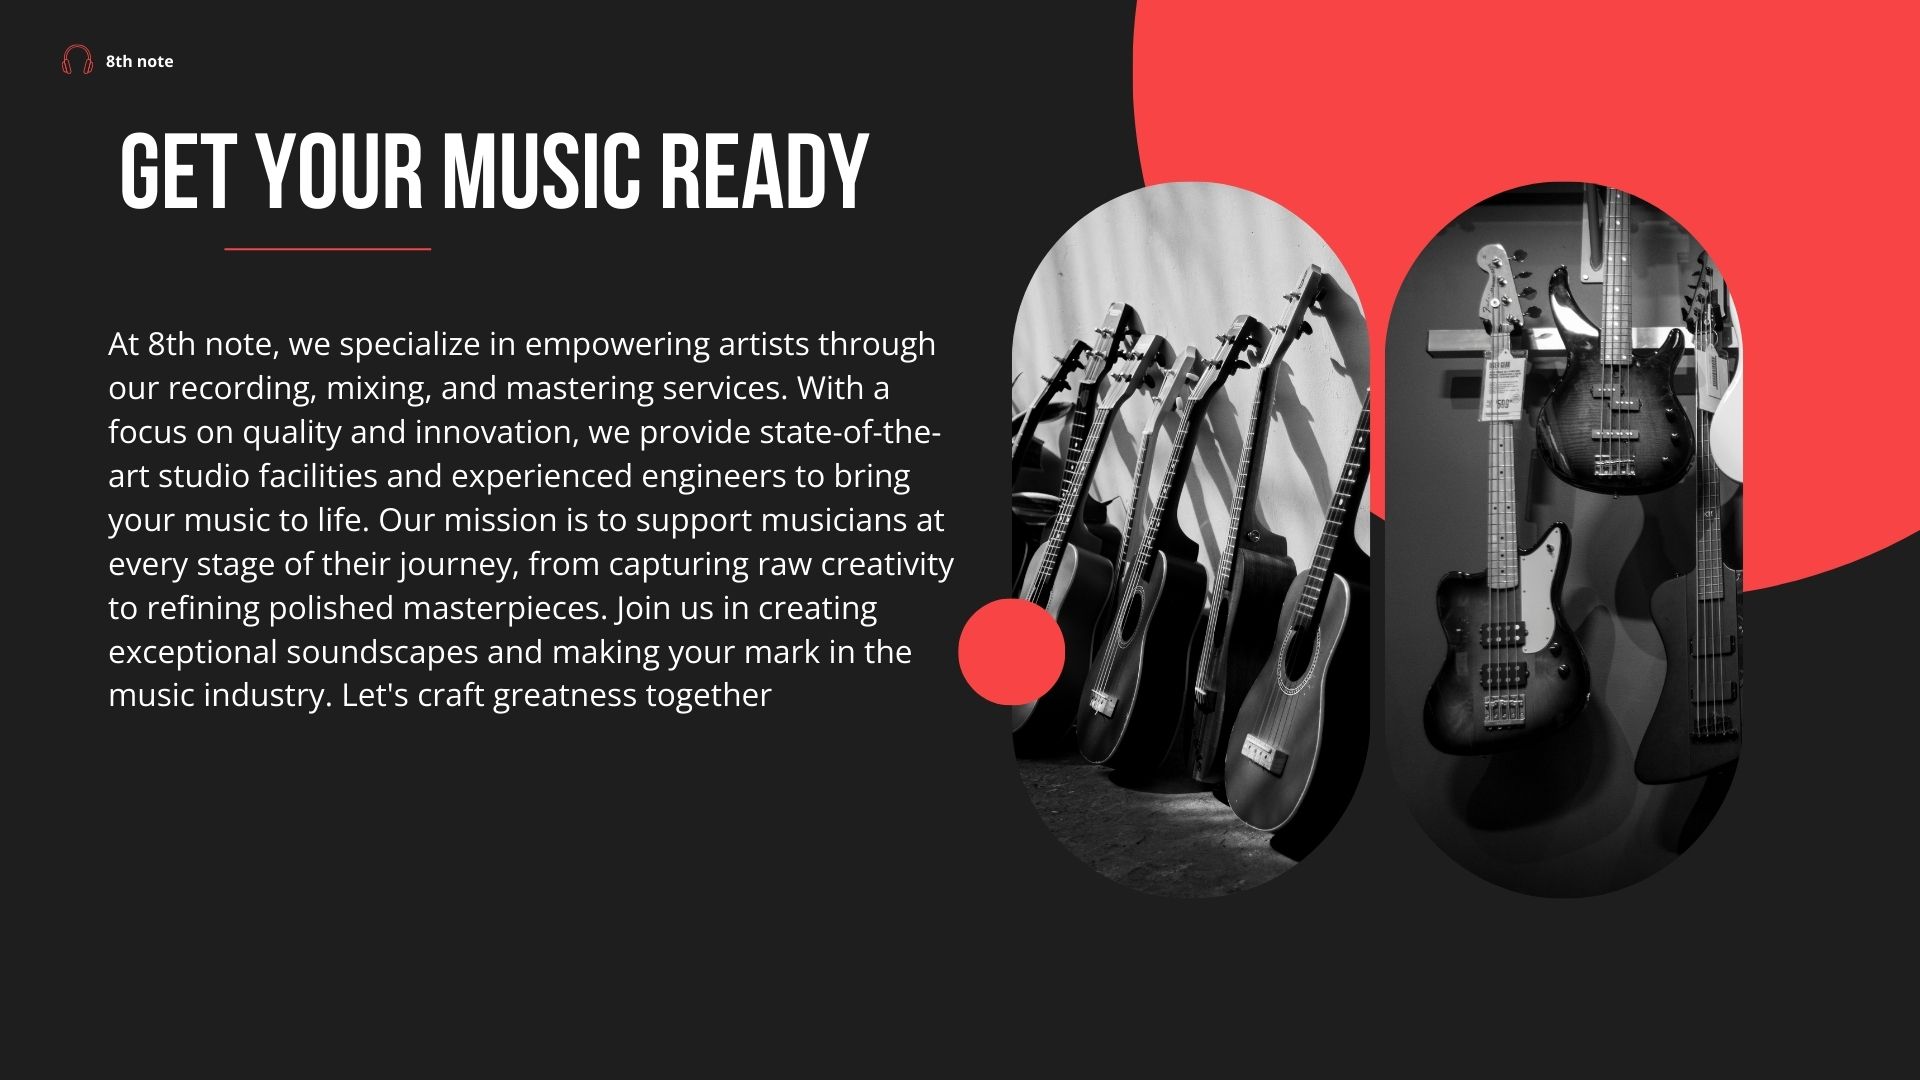 8th note
GET YOUR MUSIC READY
At 8th note, we specialize in empowering artists through
our recording, mixing, and mastering services. With a
focus on quality and innovation, we provide state-of-the-
art studio facilities and experienced engineers to bring
your music to life. Our mission is to support musicians at
every stage of their journey, from capturing raw creativity
to refining polished masterpieces. Join us in creating
exceptional soundscapes and making your mark in the
music industry. Let's craft greatness together